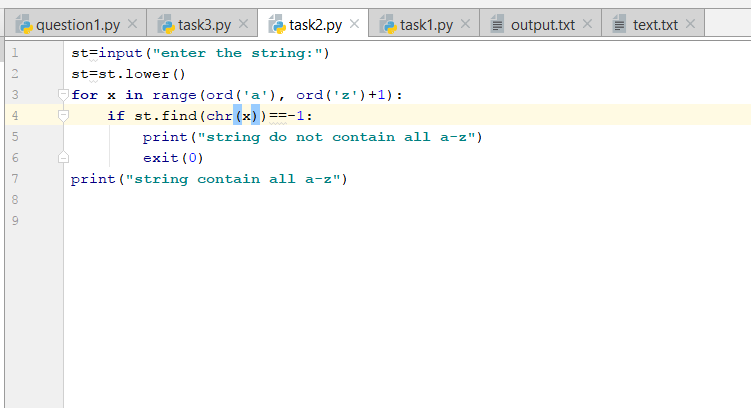 question1.py task3.py task2.py task1.py output.txt text.txt
1 st=input("enter the string:")
2 st=st.lower()
3 for x in range(ord('a'), ord('z')+1):
4 if st.find(chr(x))==-1:
5 print("string do not contain all a-z")
6 exit(0)
7 print("string contain all a-z")
8
9